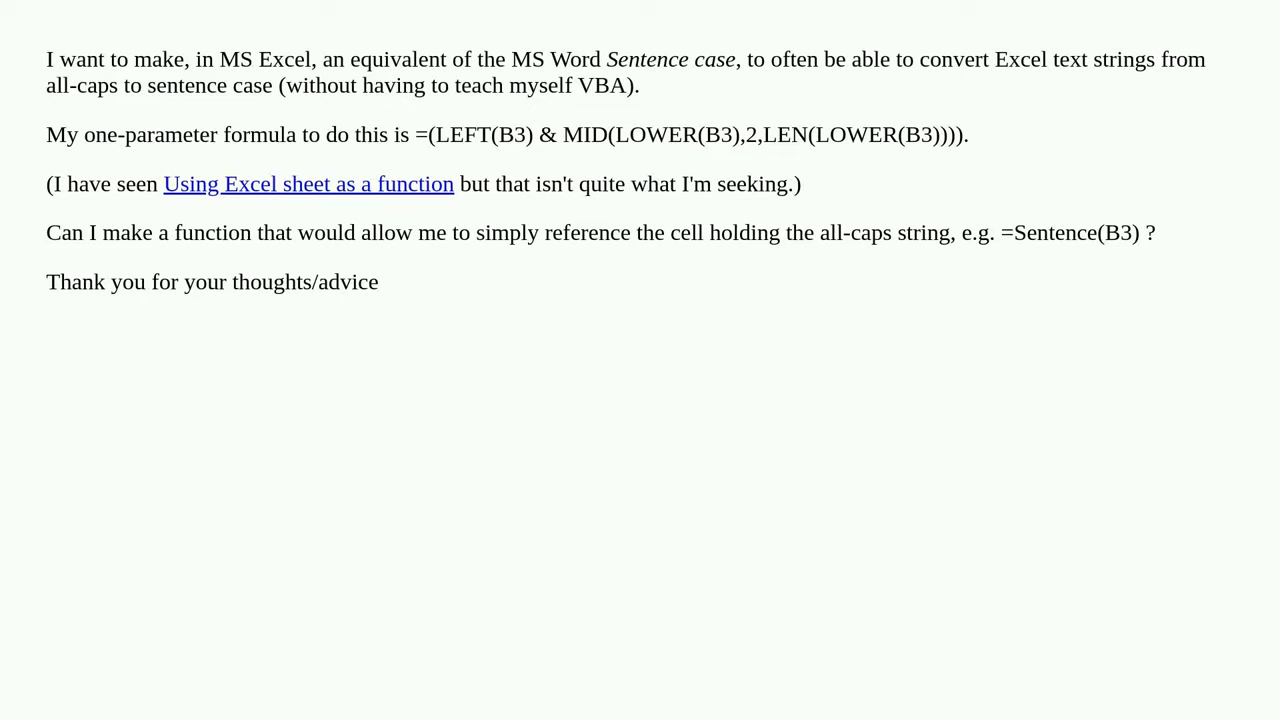 I want to make, in MS Excel, an equivalent of the MS Word Sentence case, to often be able to convert Excel text strings from
all-caps to sentence case (without having to teach myself VBA).
My one-parameter formula to do this is =(LEFT(B3) & MID(LOWER(B3),2,LEN(LOWER(B3)))).
(I have seen Using Excel sheet as a function but that isn't quite what I'm seeking.)
Can I make a function that would allow me to simply reference the cell holding the all-caps string, e.g. =Sentence(B3) ?
Thank you for your thoughts/advice